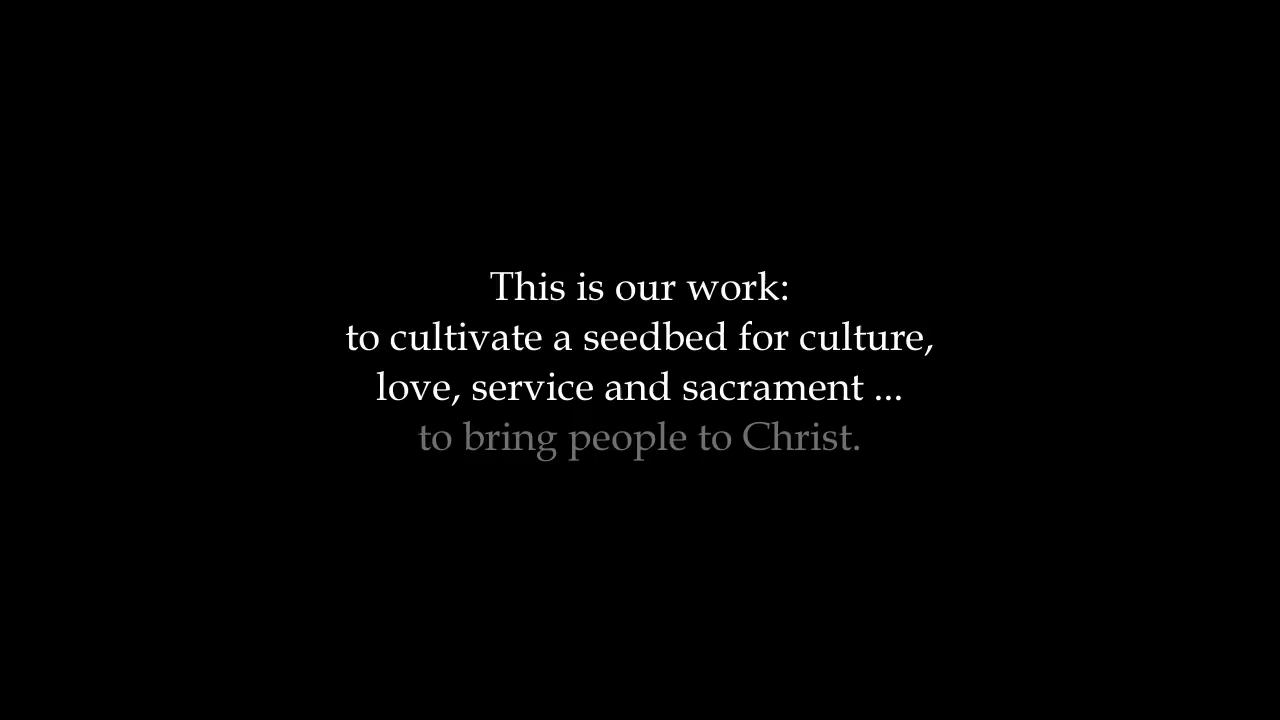 This is our work:
to cultivate a seedbed for culture,
love, service and sacrament ...
to bring people to Christ.